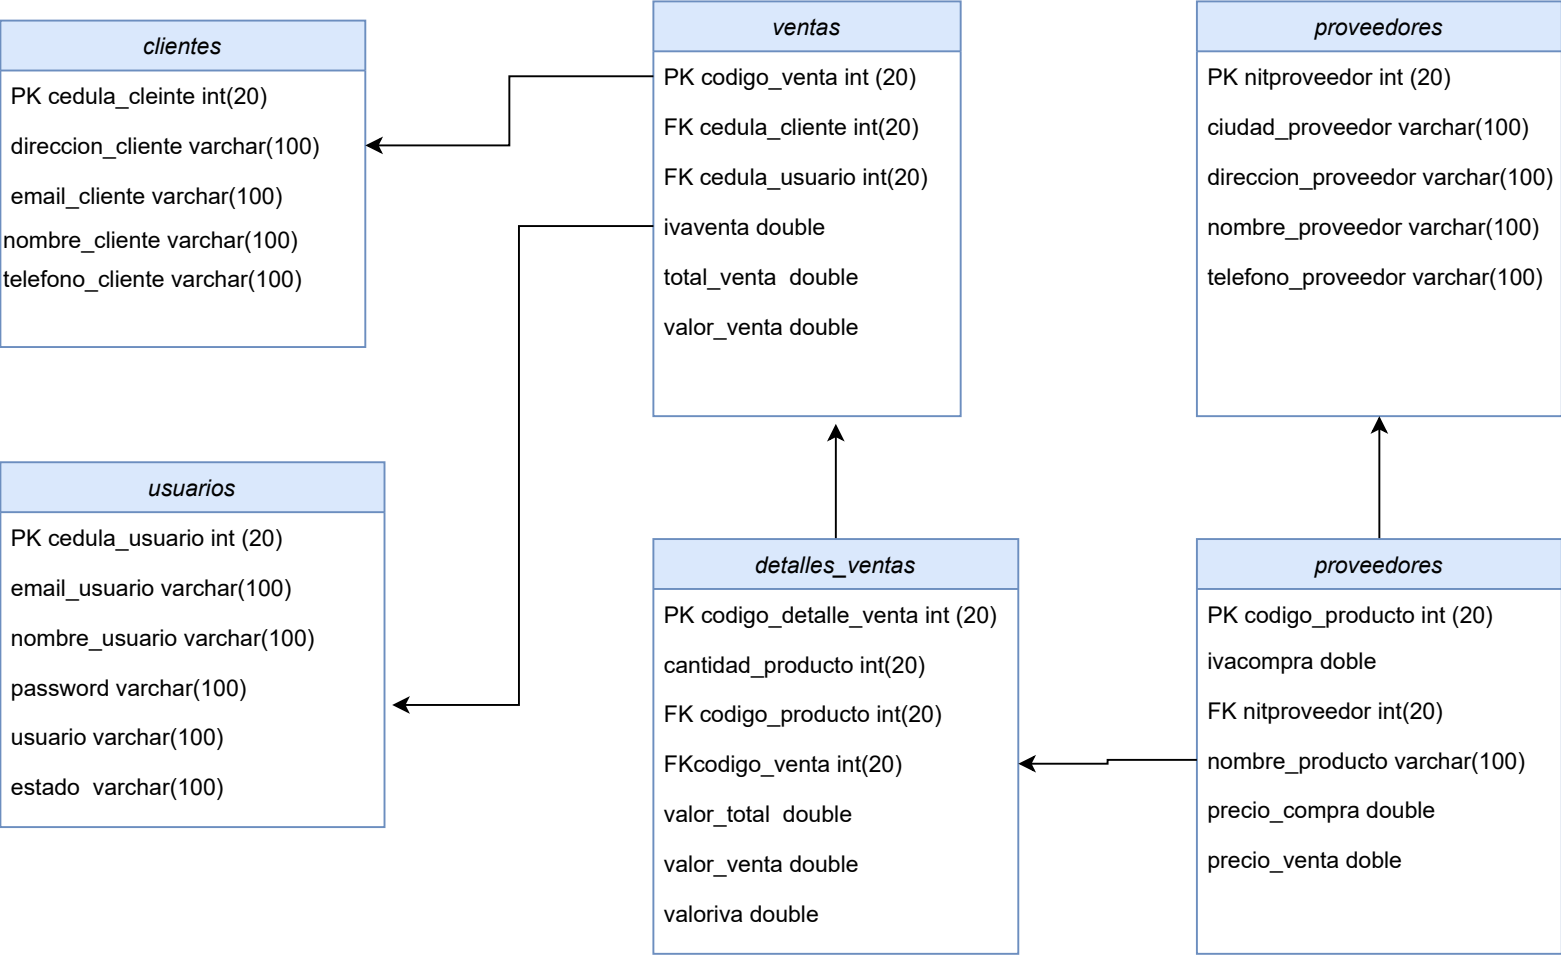 clientes
PK cedula_cleinte int(20)
direccion_cliente varchar(100)
email_cliente varchar(100)
nombre_cliente varchar(100)
telefono_cliente varchar(100)
ventas
PK codigo_venta int (20)
FK cedula_cliente int(20)
FK cedula_usuario int(20)
ivaventa double
total_venta  double
valor_venta double
proveedores
PK nitproveedor int (20)
ciudad_proveedor varchar(100)
direccion_proveedor varchar(100)
nombre_proveedor varchar(100)
telefono_proveedor varchar(100)
usuarios
PK cedula_usuario int (20)
email_usuario varchar(100)
nombre_usuario varchar(100)
password varchar(100)
usuario varchar(100)
estado  varchar(100)
detalles_ventas
PK codigo_detalle_venta int (20)
cantidad_producto int(20)
FK codigo_producto int(20)
FKcodigo_venta int(20)
valor_total  double
valor_venta double
valoriva double
proveedores
PK codigo_producto int (20)
ivacompra doble
FK nitproveedor int(20)
nombre_producto varchar(100)
precio_compra double
precio_venta doble